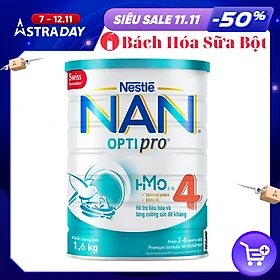 7 - 12.11
ASTRADAY
SIÊU SALE 11.11
-50%
Bách Hóa Sữa Bột
Swiss
Nestlé
NAN
OPTIpro
HMO
4
Hỗ trợ tiêu hóa và
tăng cường sức đề kháng
1,6 kg
From 2-6 years old
Premium formula for children